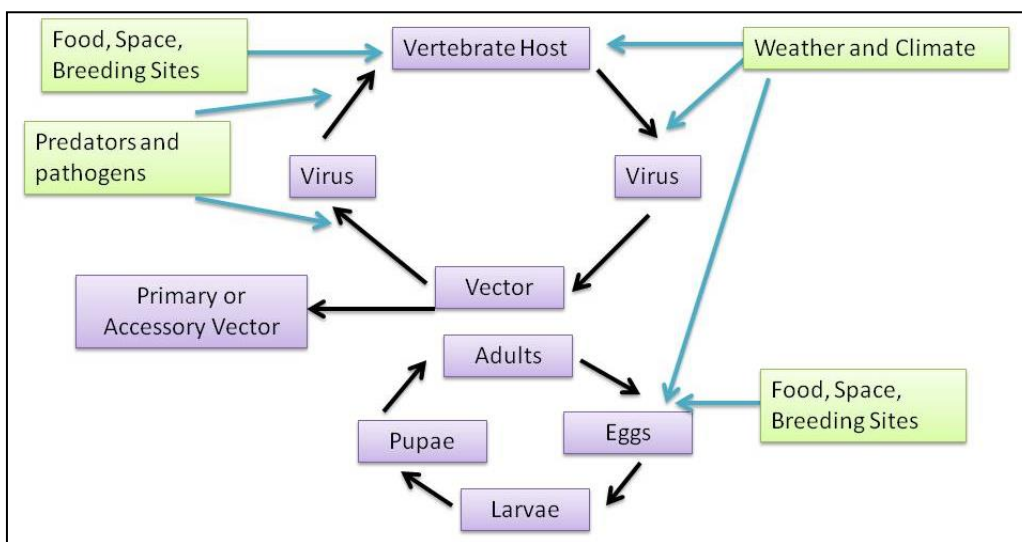 Food, Space,
Breeding Sites
Vertebrate Host
Weather and Climate
Predators and
pathogens
Virus
Virus
Vector
Primary or
Accessory Vector
Adults
Food, Space,
Breeding Sites
Pupae
Eggs
Larvae